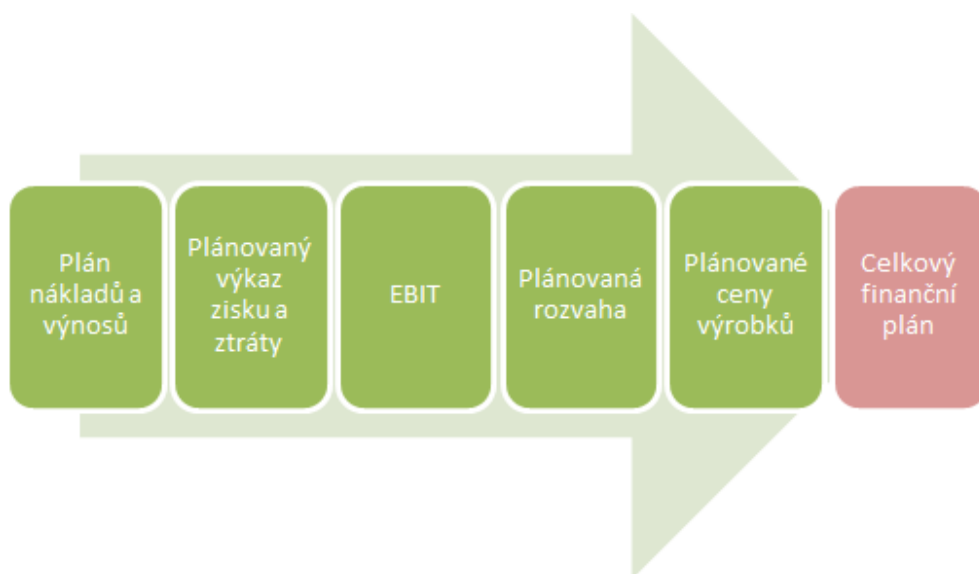 Plán
nákladů a
výnosů
Plánovaný
výkaz
zisku a
ztráty
EBIT
Plánovaná
rozvaha
Plánované
ceny
výrobků
Celkový
finanční
plán